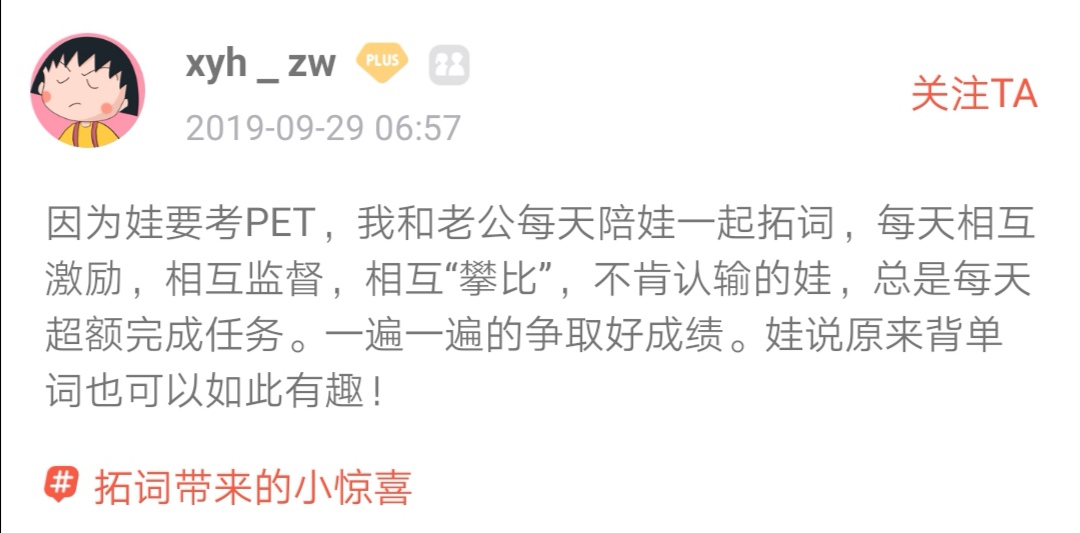 xyh _ zw PLUS
关注TA
2019-09-29 06:57
因为娃要考PET，我和老公每天陪娃一起拓词，每天相互
激励，相互监督，相互“攀比”，不肯认输的娃，总是每天
超额完成任务。一遍一遍的争取好成绩。娃说原来背单
词也可以如此有趣！
# 拓词带来的小惊喜